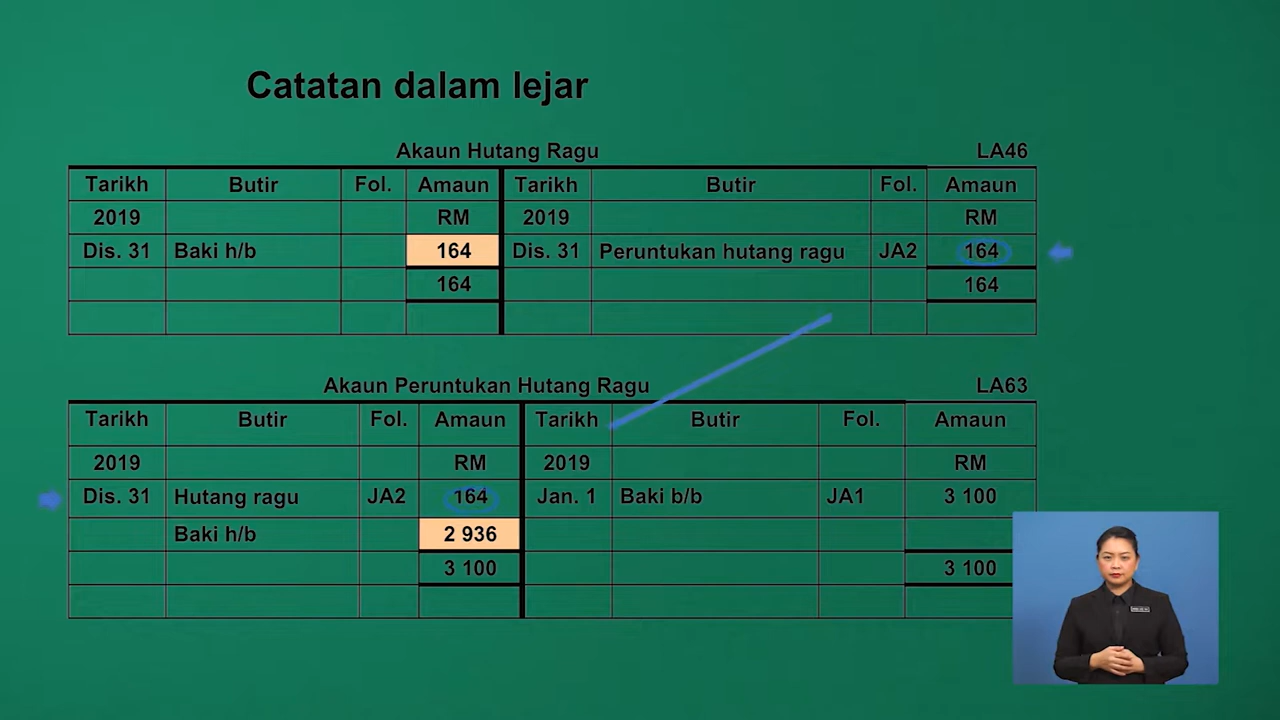 Catatan dalam lejar
Akaun Hutang Ragu LA46
Tarikh Butir Fol. Amaun Tarikh Butir Fol. Amaun
2019 RM 2019 RM
Dis. 31 Baki h/b 164 Dis. 31 Peruntukan hutang ragu JA2 164
164 164
Akaun Peruntukan Hutang Ragu LA63
Tarikh Butir Fol. Amaun Tarikh Butir Fol. Amaun
2019 RM 2019 RM
Dis. 31 Hutang ragu JA2 164 Jan. 1 Baki b/b JA1 3 100
Baki h/b 2 936
3 100 3 100